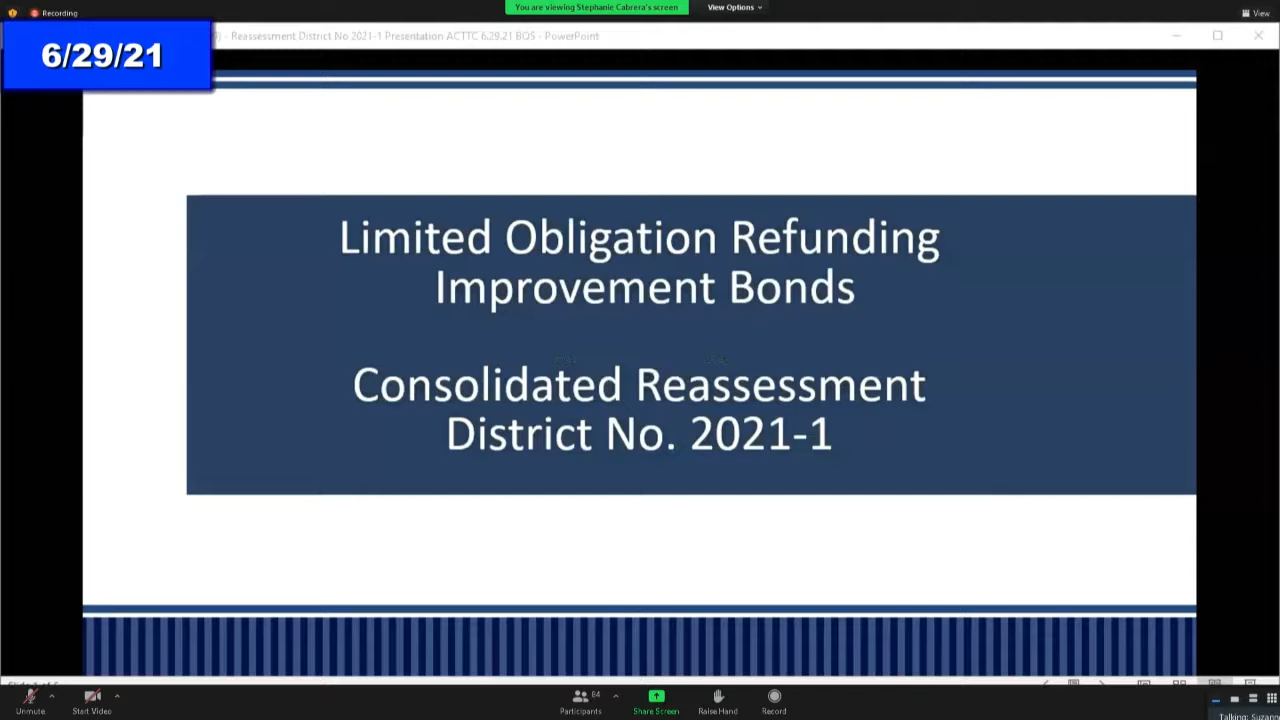 Recording
You are viewing Stephanie Cabrera's screen
View Options
View
6/29/21
- Reassessment District No 2021-1 Presentation ACTTC 6.29.21 BOS - PowerPoint
Limited Obligation Refunding
Improvement Bonds
Consolidated Reassessment
District No. 2021-1
Unmute
Start Video
84
Participants
Share Screen
Raise Hand
Record
Talking: Suzann